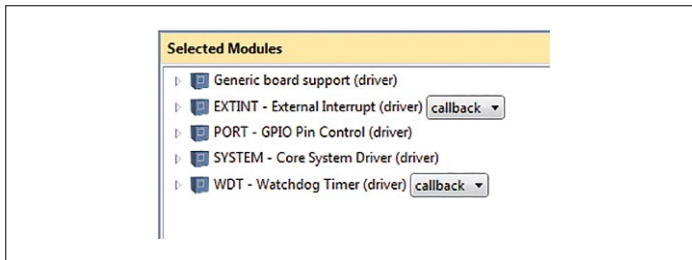 Selected Modules
Generic board support (driver)
EXTINT - External Interrupt (driver) callback
PORT - GPIO Pin Control (driver)
SYSTEM - Core System Driver (driver)
WDT - Watchdog Timer (driver) callback